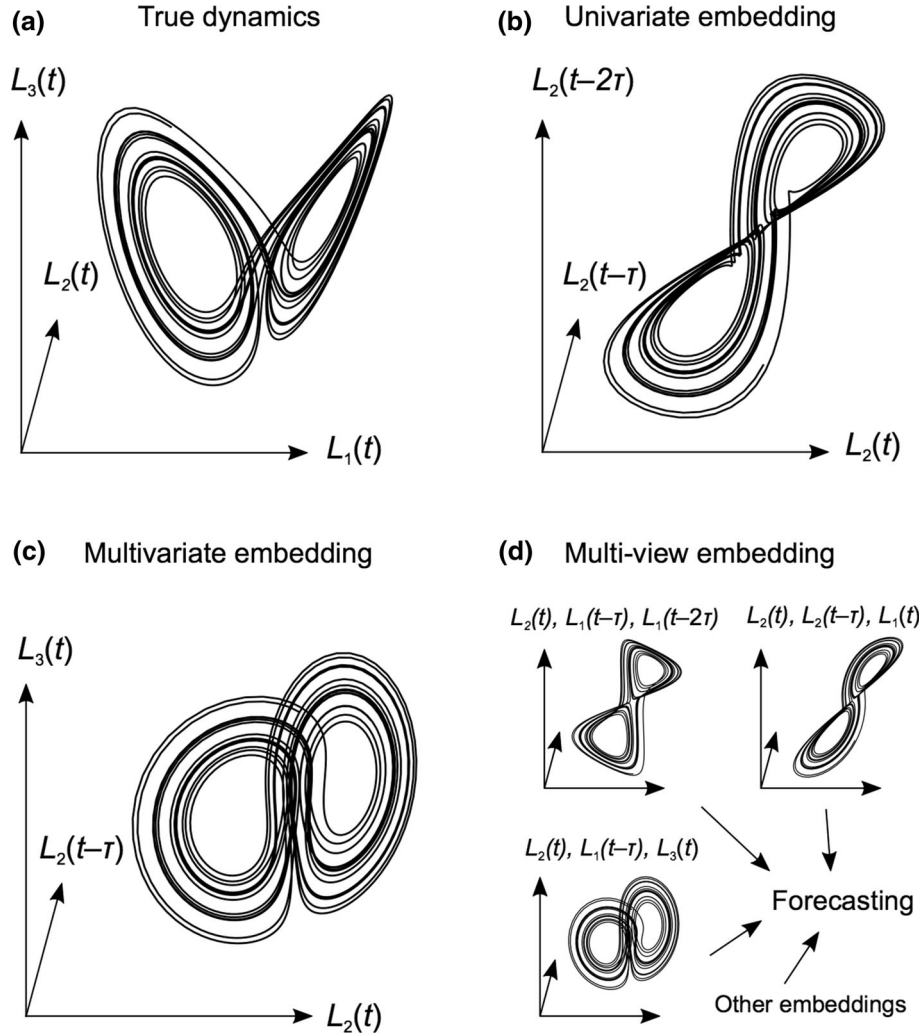 (a) True dynamics
L₃(t)
L₂(t)
L₁(t)
(b) Univariate embedding
L₂(t−2τ)
L₂(t−τ)
L₂(t)
(c) Multivariate embedding
L₃(t)
L₂(t−τ)
L₂(t)
(d) Multi-view embedding
L₂(t), L₁(t−τ), L₁(t−2τ)
L₂(t), L₂(t−τ), L₁(t)
L₂(t), L₁(t−τ), L₃(t)
Forecasting
Other embeddings